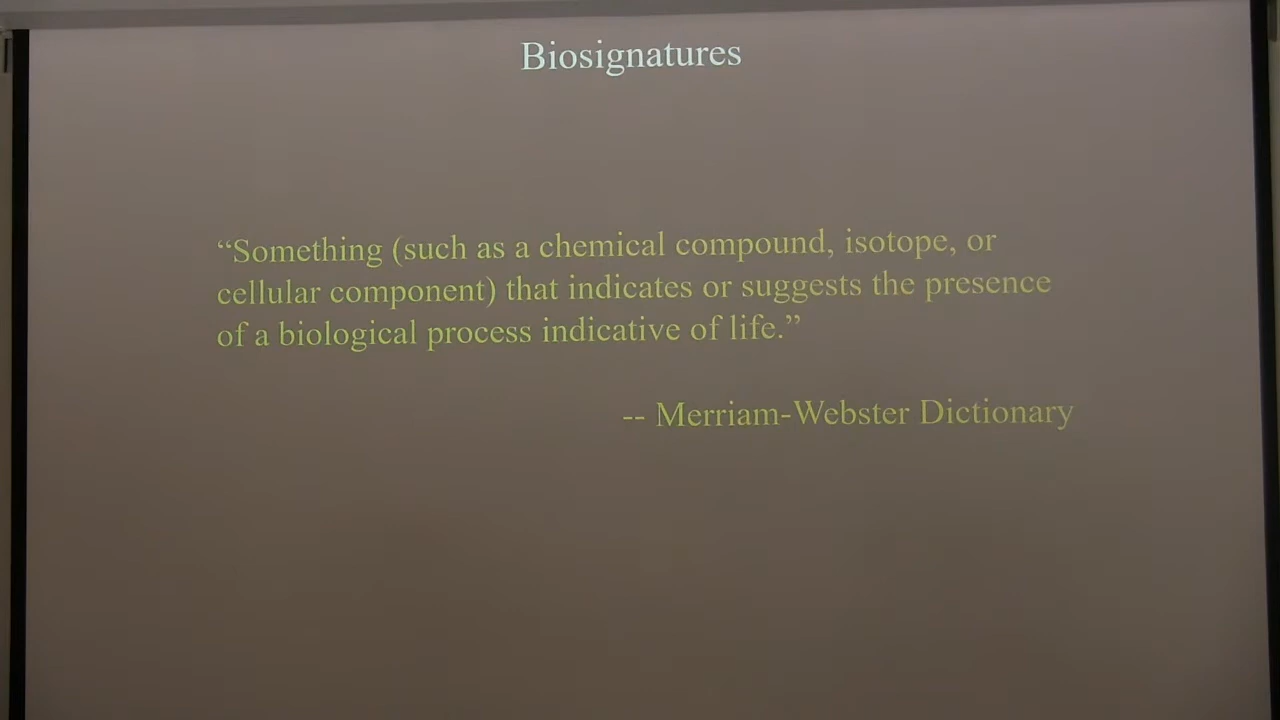 Biosignatures
“Something (such as a chemical compound, isotope, or
cellular component) that indicates or suggests the presence
of a biological process indicative of life.”
-- Merriam-Webster Dictionary